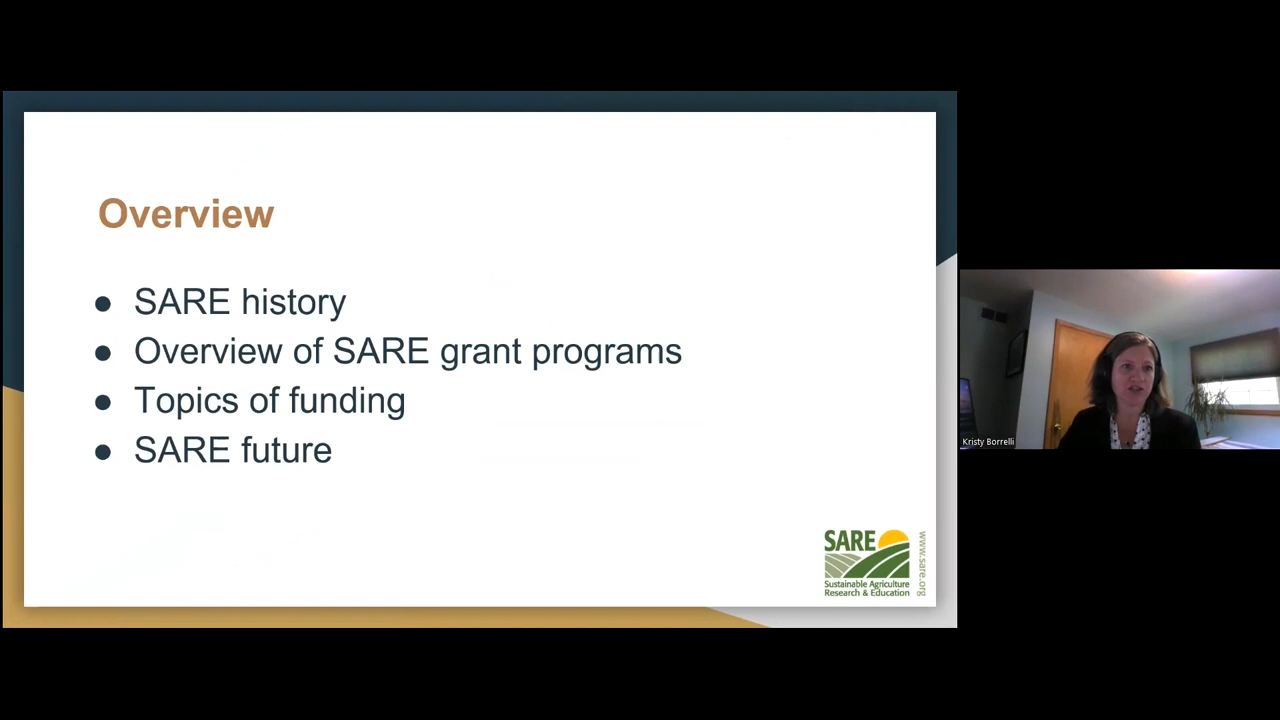 Overview
● SARE history
● Overview of SARE grant programs
● Topics of funding
● SARE future
SARE
Sustainable Agriculture
Research & Education
www.sare.org
Kristy Borrelli